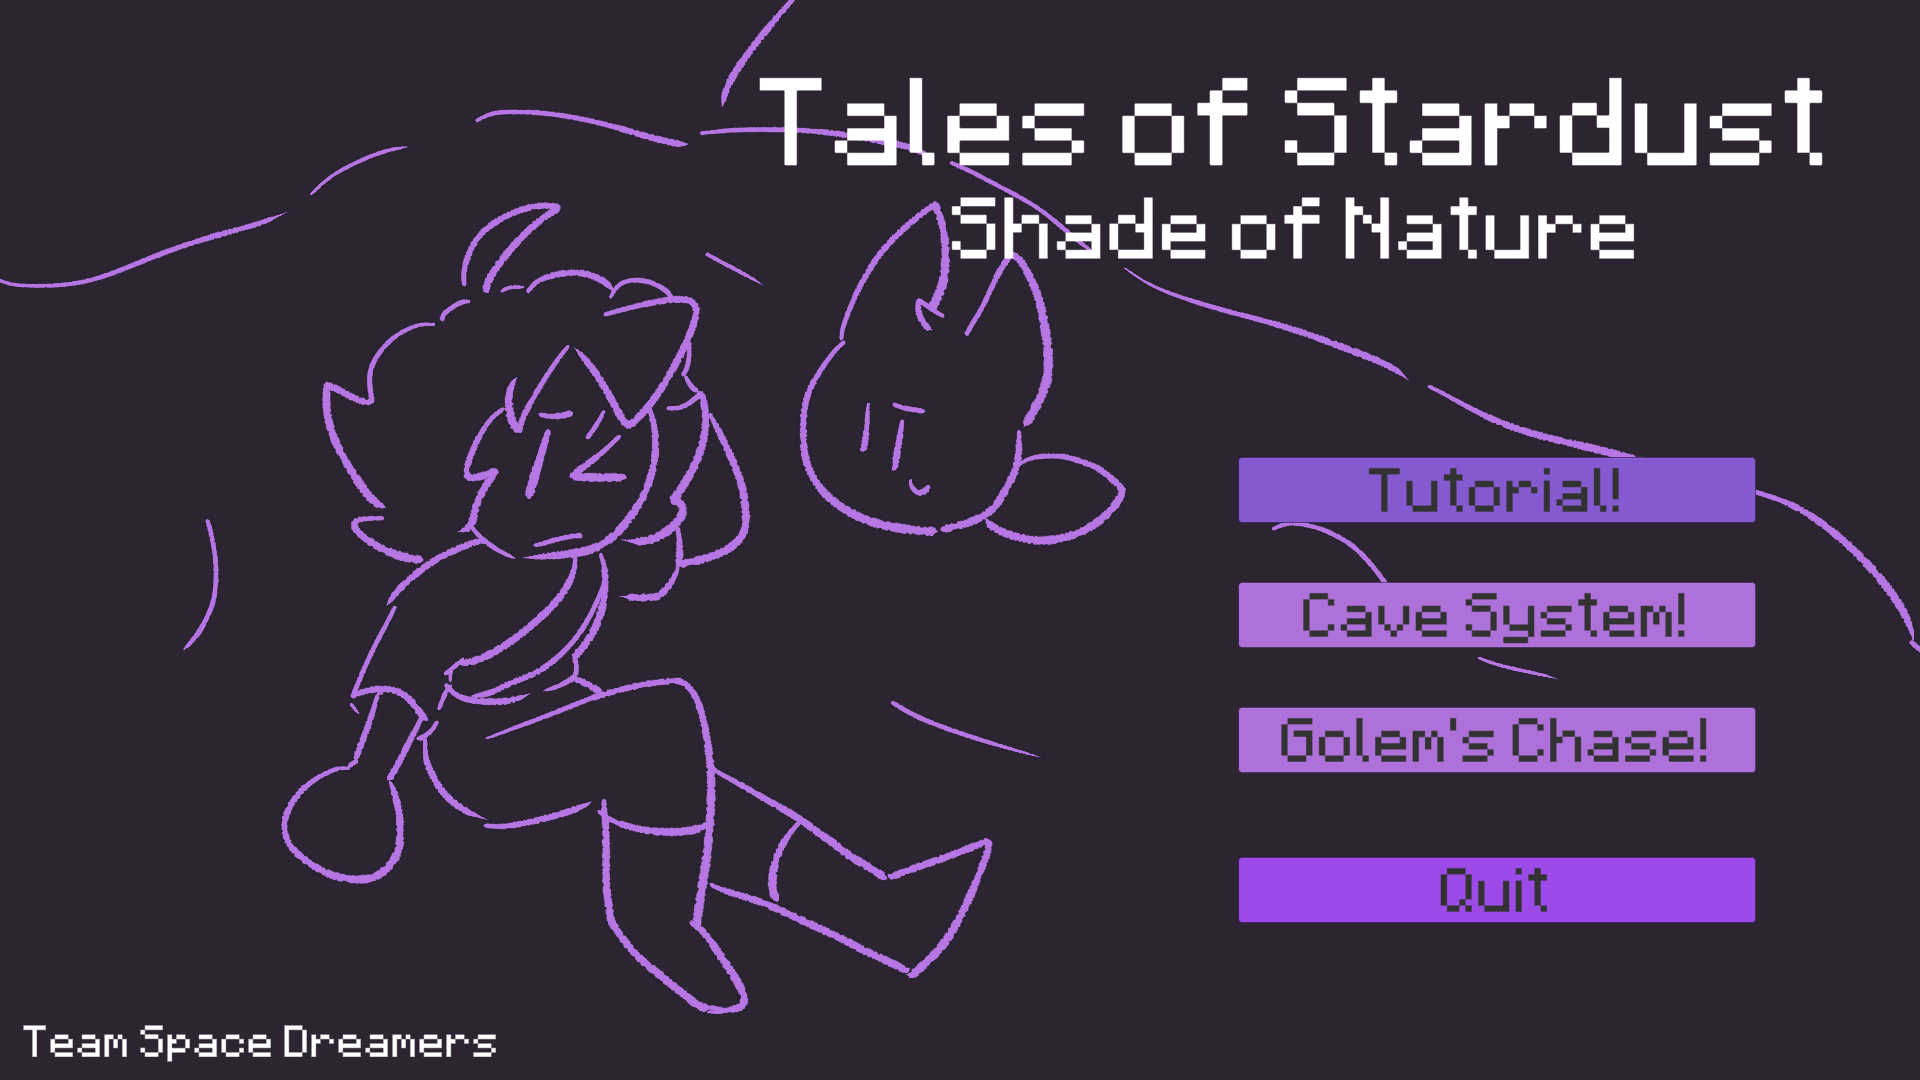 Tales of Stardust
Shade of Nature
Tutorial!
Cave System!
Golem's Chase!
Quit
Team Space Dreamers